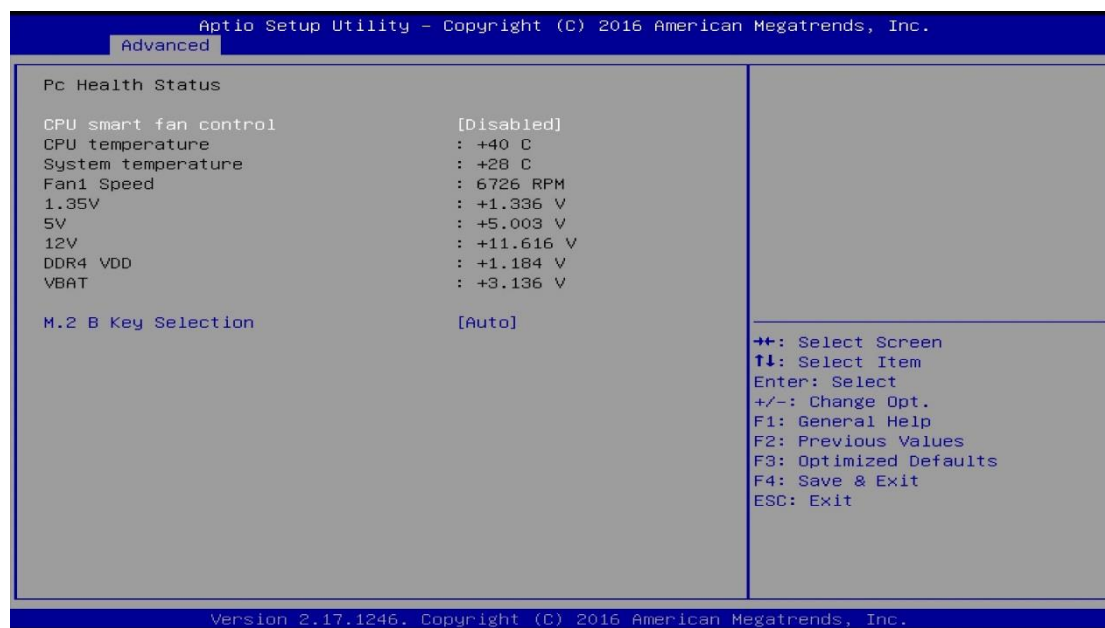 Aptio Setup Utility – Copyright (C) 2016 American Megatrends, Inc.
Advanced
Pc Health Status
CPU smart fan control [Disabled]
CPU temperature : +40 C
System temperature : +28 C
Fan1 Speed : 6726 RPM
1.35V : +1.336 V
5V : +5.003 V
12V : +11.616 V
DDR4 VDD : +1.184 V
VBAT : +3.136 V
M.2 B Key Selection [Auto]
→←: Select Screen
↑↓: Select Item
Enter: Select
+/-: Change Opt.
F1: General Help
F2: Previous Values
F3: Optimized Defaults
F4: Save & Exit
ESC: Exit
Version 2.17.1246. Copyright (C) 2016 American Megatrends, Inc.